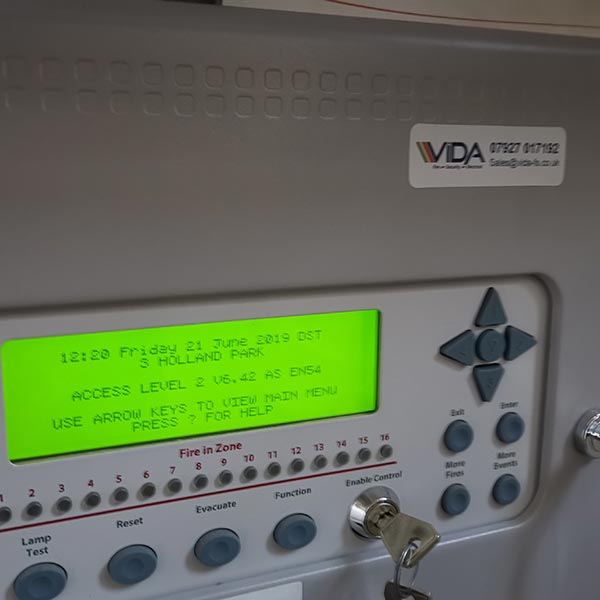 VIDA
07927 017192
Sales@vida-fs.co.uk
12:20 Friday 21 June 2019 DST
3 HOLLAND PARK
ACCESS LEVEL 2 v6.42 AS EN54
USE ARROW KEYS TO VIEW MAIN MENU
PRESS ? FOR HELP
Fire in Zone
1 2 3 4 5 6 7 8 9 10 11 12 13 14 15 16
Lamp
Test
Reset
Evacuate
Function
Enable Control
Exit
Enter
More
Fires
More
Events
?